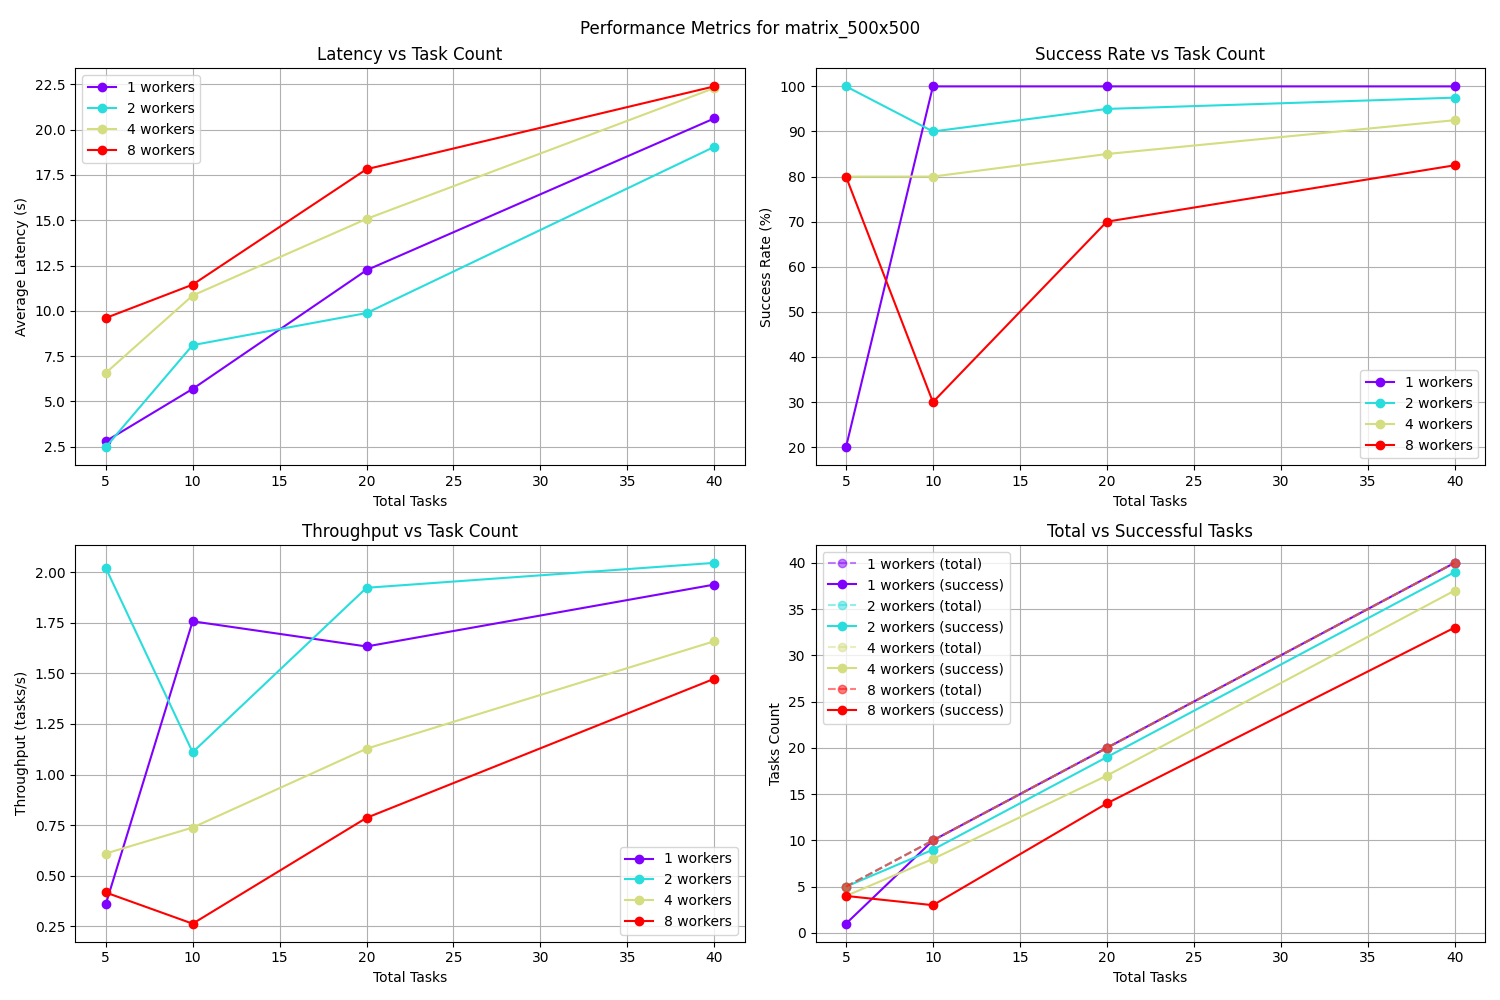 Performance Metrics for matrix_500x500
Latency vs Task Count
22.5
20.0
17.5
15.0
12.5
10.0
7.5
5.0
2.5
Average Latency (s)
1 workers
2 workers
4 workers
8 workers
5 10 15 20 25 30 35 40
Total Tasks
Success Rate vs Task Count
100
90
80
70
60
50
40
30
20
Success Rate (%)
1 workers
2 workers
4 workers
8 workers
5 10 15 20 25 30 35 40
Total Tasks
Throughput vs Task Count
2.00
1.75
1.50
1.25
1.00
0.75
0.50
0.25
Throughput (tasks/s)
1 workers
2 workers
4 workers
8 workers
5 10 15 20 25 30 35 40
Total Tasks
Total vs Successful Tasks
40
35
30
25
20
15
10
5
0
Tasks Count
1 workers (total)
1 workers (success)
2 workers (total)
2 workers (success)
4 workers (total)
4 workers (success)
8 workers (total)
8 workers (success)
5 10 15 20 25 30 35 40
Total Tasks